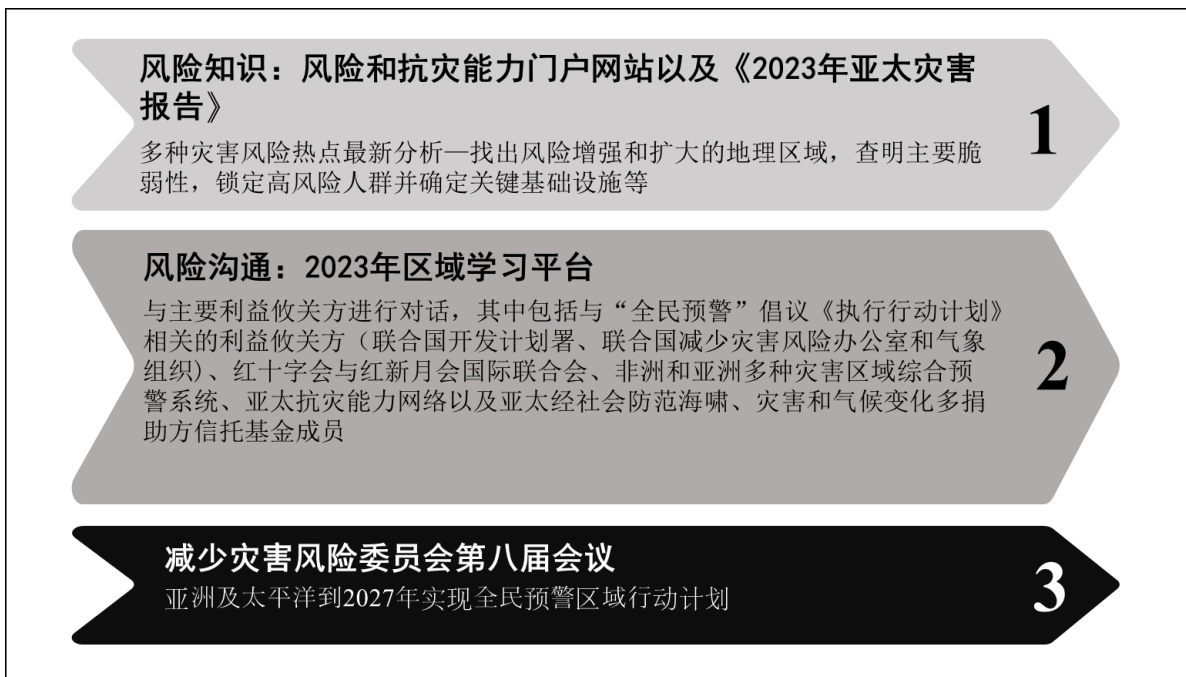 风险知识：风险和抗灾能力门户网站以及《2023年亚太灾害
报告》
多种灾害风险热点最新分析—找出风险增强和扩大的地理区域，查明主要脆
弱性，锁定高风险人群并确定关键基础设施等
1
风险沟通：2023年区域学习平台
与主要利益攸关方进行对话，其中包括与“全民预警”倡议《执行行动计划》
相关的利益攸关方（联合国开发计划署、联合国减少灾害风险办公室和气象
组织)、红十字会与红新月会国际联合会、非洲和亚洲多种灾害区域综合预
警系统、亚太抗灾能力网络以及亚太经社会防范海啸、灾害和气候变化多捐
助方信托基金成员
2
减少灾害风险委员会第八届会议
亚洲及太平洋到2027年实现全民预警区域行动计划
3